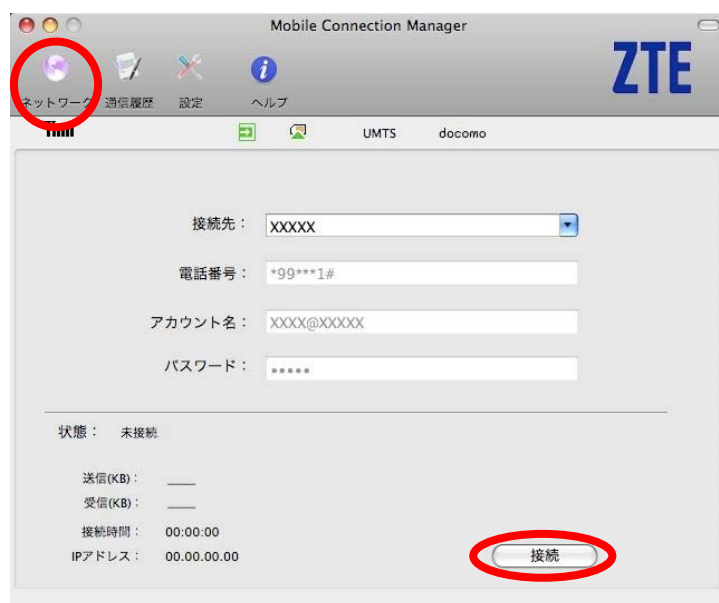 Mobile Connection Manager
ZTE
ネットワーク 通信履歴 設定 ヘルプ
UMTS docomo
接続先： XXXXX
電話番号： *99***1#
アカウント名： XXXX@XXXXX
パスワード： •••••
状態： 未接続
送信(KB)： ____
受信(KB)： ____
接続時間： 00:00:00
IPアドレス： 00.00.00.00
接続